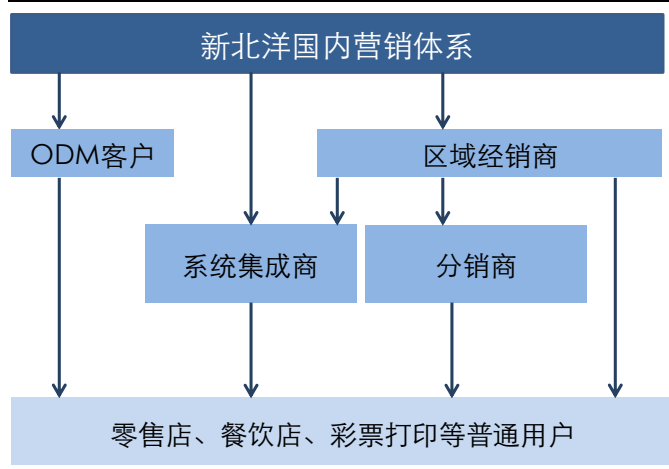 新北洋国内营销体系
ODM客户
区域经销商
系统集成商
分销商
零售店、餐饮店、彩票打印等普通用户